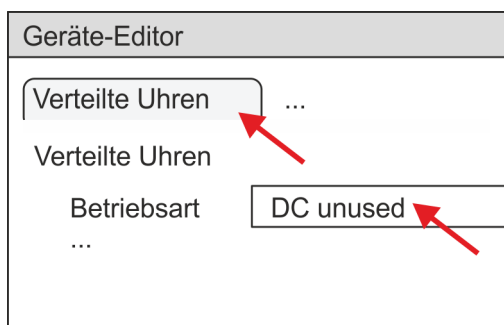 Geräte-Editor
Verteilte Uhren ...
Verteilte Uhren
Betriebsart DC unused
...